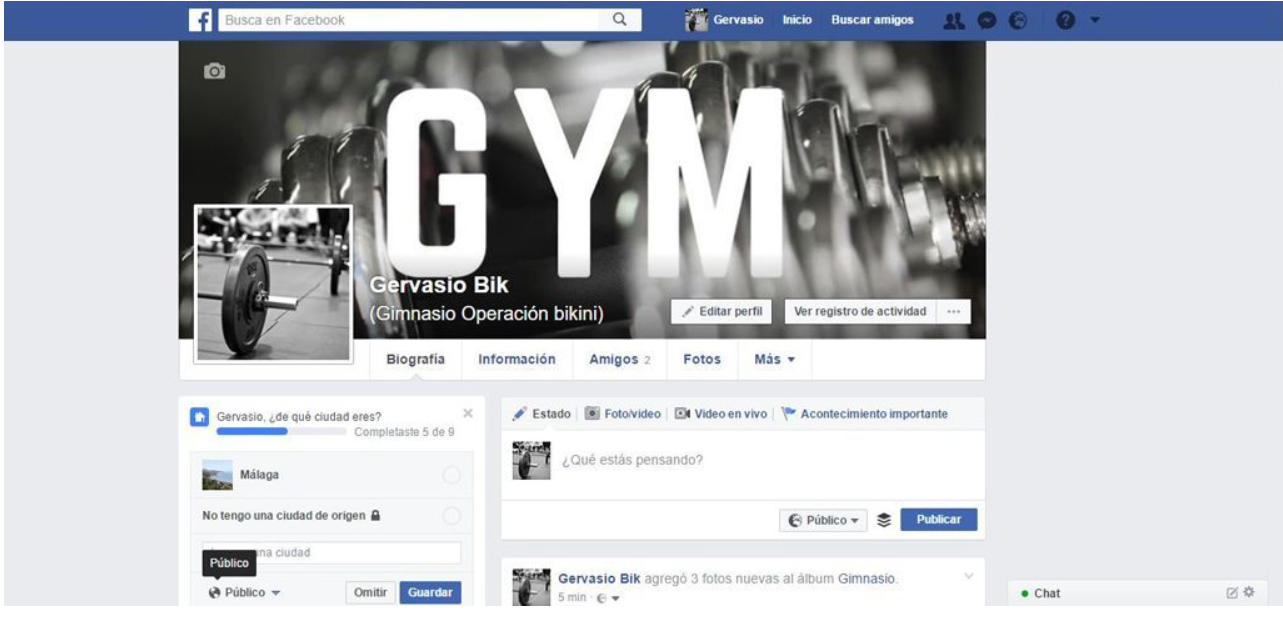 f Busca en Facebook Gervasio Inicio Buscar amigos ?
GYM
Gervasio Bik
(Gimnasio Operación bikini)
Editar perfil Ver registro de actividad ...
Biografía Información Amigos 2 Fotos Más
Gervasio, ¿de qué ciudad eres?
Completaste 5 de 9
Málaga
No tengo una ciudad de origen
una ciudad
Público
Público Omitir Guardar
Estado Foto/video Video en vivo Acontecimiento importante
¿Qué estás pensando?
Público Publicar
Gervasio Bik agregó 3 fotos nuevas al álbum Gimnasio.
5 min ·
Chat